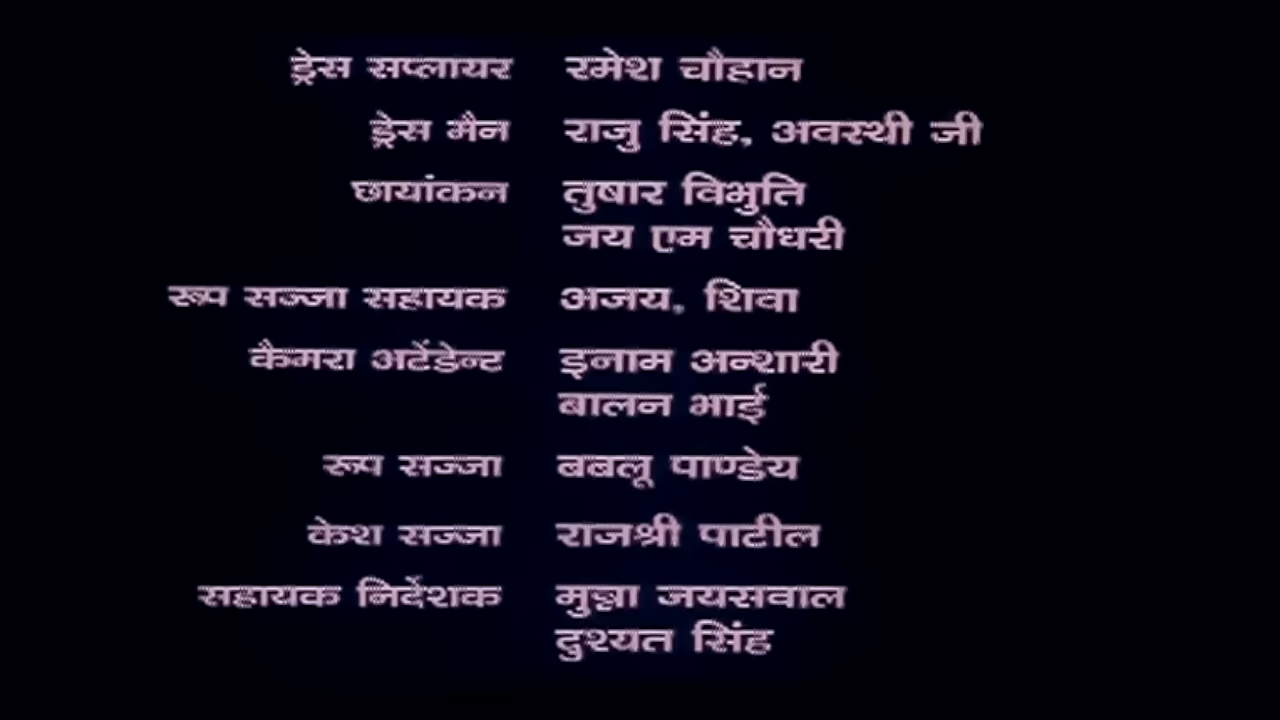 ड्रेस सप्लायर रमेश चौहान
ड्रेस मैन राजु सिंह, अवस्थी जी
छायांकन तुषार विभुति
जय एम चौधरी
रूप सज्जा सहायक अजय, शिवा
कैमरा अटेंडेन्ट इनाम अन्शारी
बालन भाई
रूप सज्जा बबलू पाण्डेय
केश सज्जा राजश्री पाटील
सहायक निर्देशक मुन्ना जयसवाल
दुश्यत सिंह